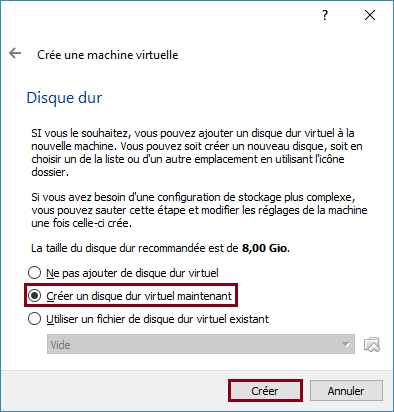 ?
Crée une machine virtuelle
Disque dur
SI vous le souhaitez, vous pouvez ajouter un disque dur virtuel à la
nouvelle machine. Vous pouvez soit créer un nouveau disque, soit en
choisir un de la liste ou d'un autre emplacement en utilisant l'icône
dossier.
Si vous avez besoin d'une configuration de stockage plus complexe,
vous pouvez sauter cette étape et modifier les réglages de la machine
une fois celle-ci crée.
La taille du disque dur recommandée est de 8,00 Gio.
Ne pas ajouter de disque dur virtuel
Créer un disque dur virtuel maintenant
Utiliser un fichier de disque dur virtuel existant
Vide
Créer
Annuler